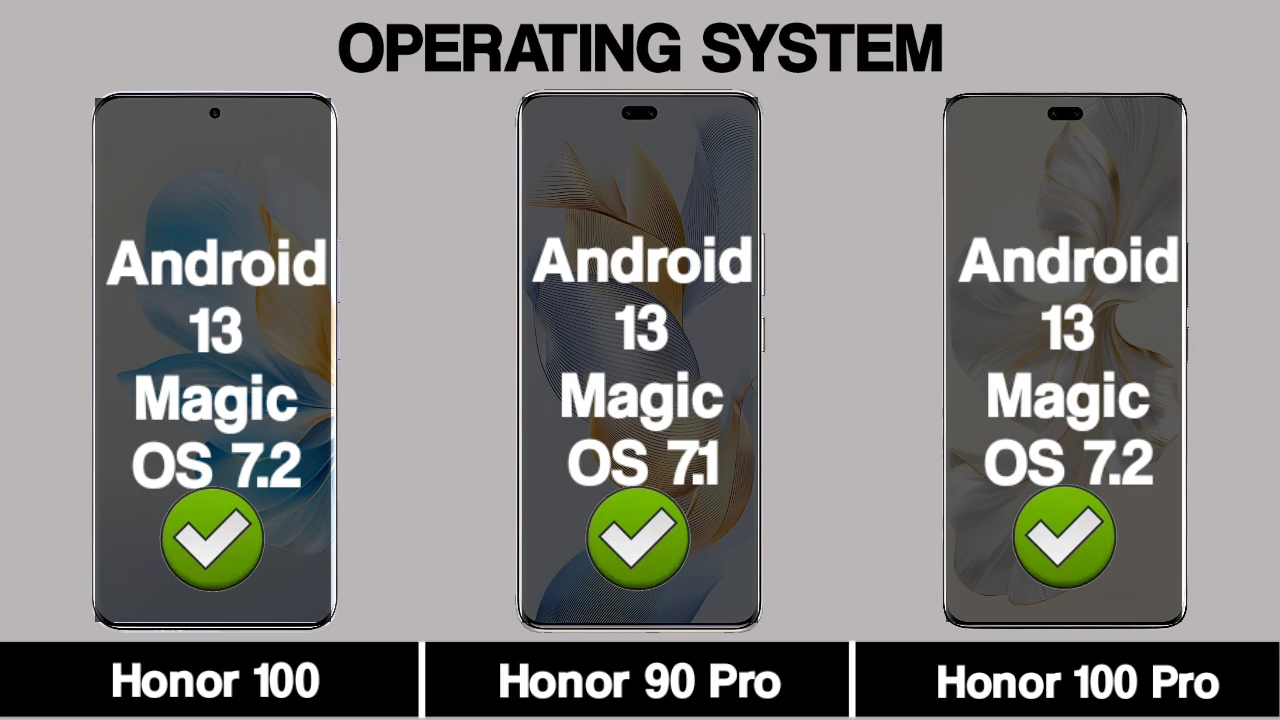 OPERATING SYSTEM
Android
13
Magic
OS 7.2
Android
13
Magic
OS 7.1
Android
13
Magic
OS 7.2
Honor 100
Honor 90 Pro
Honor 100 Pro